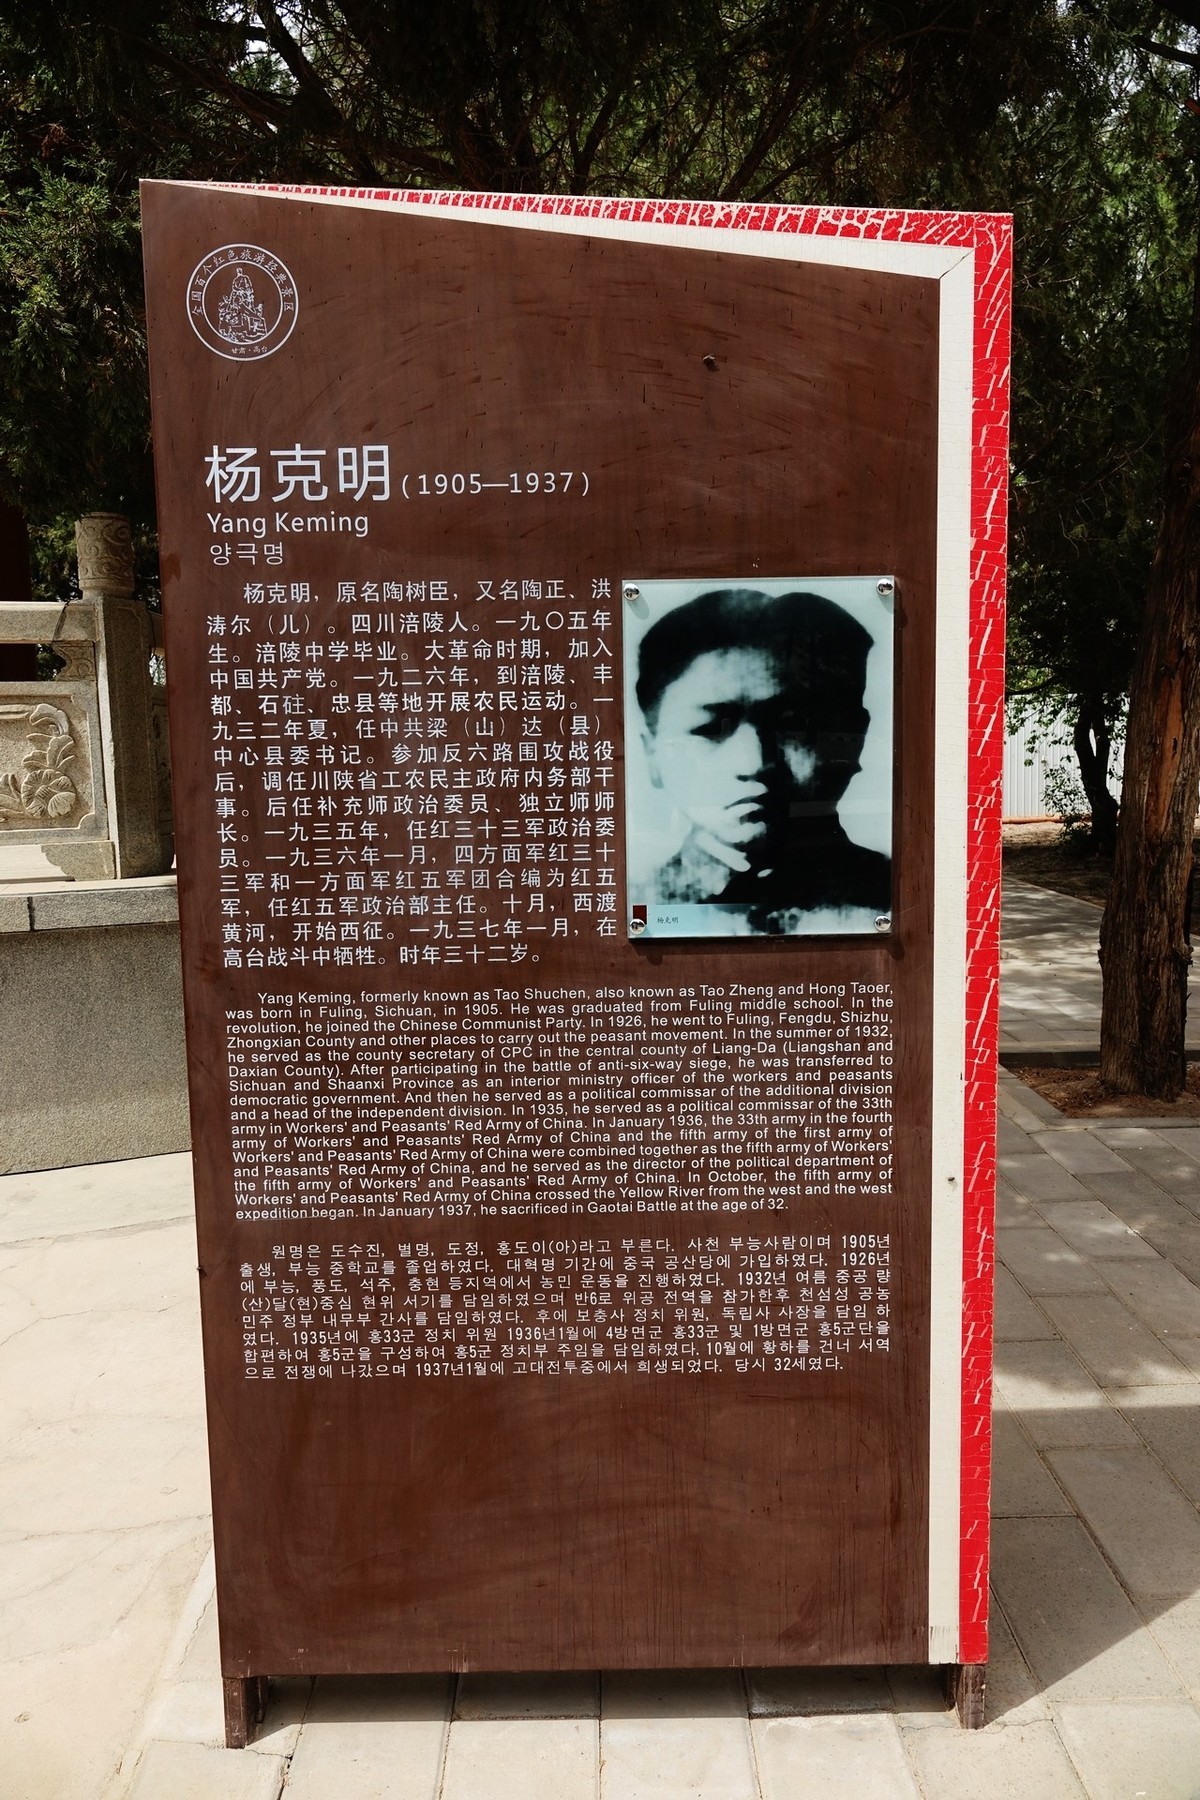 全国百个红色旅游经典景区
甘肃·高台
杨克明(1905—1937)
Yang Keming
양극명
杨克明，原名陶树臣，又名陶正、洪
涛尔（儿）。四川涪陵人。一九〇五年
生。涪陵中学毕业。大革命时期，加入
中国共产党。一九二六年，到涪陵、丰
都、石砫、忠县等地开展农民运动。一
九三二年夏，任中共梁（山）达（县）
中心县委书记。参加反六路围攻战役
后，调任川陕省工农民主政府内务部干
事。后任补充师政治委员、独立师师
长。一九三五年，任红三十三军政治委
员。一九三六年一月，四方面军红三十
三军和一方面军红五军团合编为红五
军，任红五军政治部主任。十月，西渡
黄河，开始西征。一九三七年一月，在
高台战斗中牺牲。时年三十二岁。
杨克明
Yang Keming, formerly known as Tao Shuchen, also known as Tao Zheng and Hong Taoer,
was born in Fuling, Sichuan, in 1905. He was graduated from Fuling middle school. In the
revolution, he joined the Chinese Communist Party. In 1926, he went to Fuling, Fengdu, Shizhu,
Zhongxian County and other places to carry out the peasant movement. In the summer of 1932,
he served as the county secretary of CPC in the central county of Liang-Da (Liangshan and
Daxian County). After participating in the battle of anti-six-way siege, he was transferred to
Sichuan and Shaanxi Province as an interior ministry officer of the workers and peasants
democratic government. And then he served as a political commissar of the additional division
and a head of the independent division. In 1935, he served as a political commissar of the 33th
army in Workers' and Peasants' Red Army of China. In January 1936, the 33th army in the fourth
army of Workers' and Peasants' Red Army of China and the fifth army of the first army of
Workers' and Peasants' Red Army of China were combined together as the fifth army of Workers'
and Peasants' Red Army of China, and he served as the director of the political department of
the fifth army of Workers' and Peasants' Red Army of China. In October, the fifth army of
Workers' and Peasants' Red Army of China crossed the Yellow River from the west and the west
expedition began. In January 1937, he sacrificed in Gaotai Battle at the age of 32.
원명은 도수진, 별명, 도정, 홍도이(아)라고 부른다. 사천 부능사람이며 1905년
출생, 부능 중학교를 졸업하였다. 대혁명 기간에 중국 공산당에 가입하였다. 1926년
에 부능, 풍도, 석주, 충현 등지역에서 농민 운동을 진행하였다. 1932년 여름 중공 량
(산)달(현)중심 현위 서기를 담임하였으며 반6로 위공 전역을 참가한후 천섬성 공농
민주 정부 내무부 간사를 담임하였다. 후에 보충사 정치 위원, 독립사 사장을 담임 하
였다. 1935년에 홍33군 정치 위원 1936년1월에 4방면군 홍33군 및 1방면군 홍5군단을
합편하여 홍5군을 구성하여 홍5군 정치부 주임을 담임하였다. 10월에 황하를 건너 서역
으로 전쟁에 나갔으며 1937년1월에 고대전투중에서 희생되었다. 당시 32세였다.